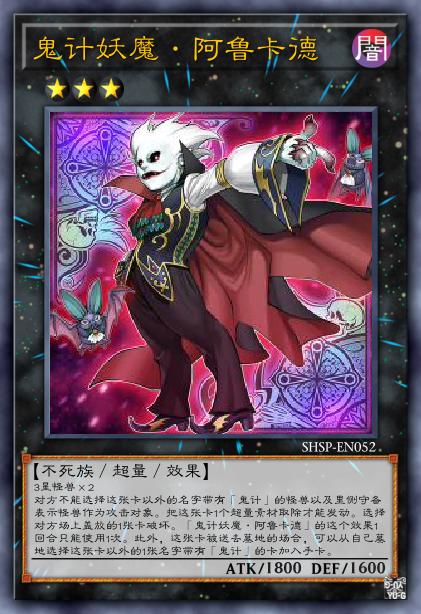 鬼计妖魔·阿鲁卡德
闇
SHSP-EN052
【不死族/超量/效果】
3星怪兽×2
对方不能选择这张卡以外的名字带有「鬼计」的怪兽以及里侧守备
表示怪兽作为攻击对象。把这张卡1个超量素材取除才能发动。选择
对方场上盖放的1张卡破坏。「鬼计妖魔·阿鲁卡德」的这个效果1
回合只能使用1次。此外，这张卡被送去墓地的场合，可以从自己墓
地选择这张卡以外的1张名字带有「鬼计」的卡加入手卡。
ATK/1800 DEF/1600